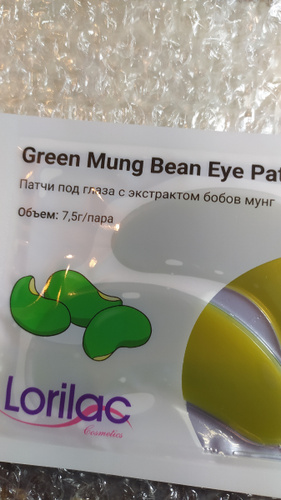 Green Mung Bean Eye Pat
Патчи под глаза с экстрактом бобов мунг
Объем: 7,5г/пара
Lorilac
Cosmetics